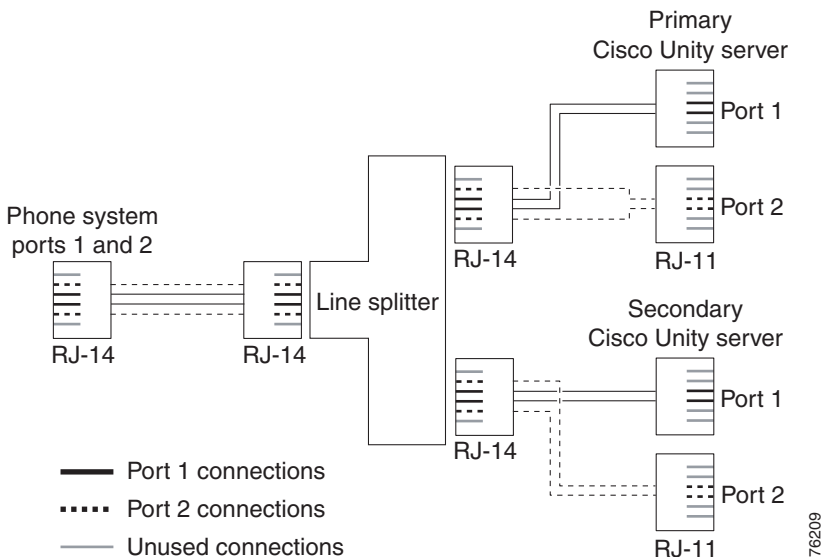 Primary
Cisco Unity server
Port 1
Port 2
RJ-14
RJ-11
Phone system
ports 1 and 2
RJ-14
RJ-14
Line splitter
Secondary
Cisco Unity server
Port 1
RJ-14
Port 2
RJ-11
Port 1 connections
Port 2 connections
Unused connections
76209